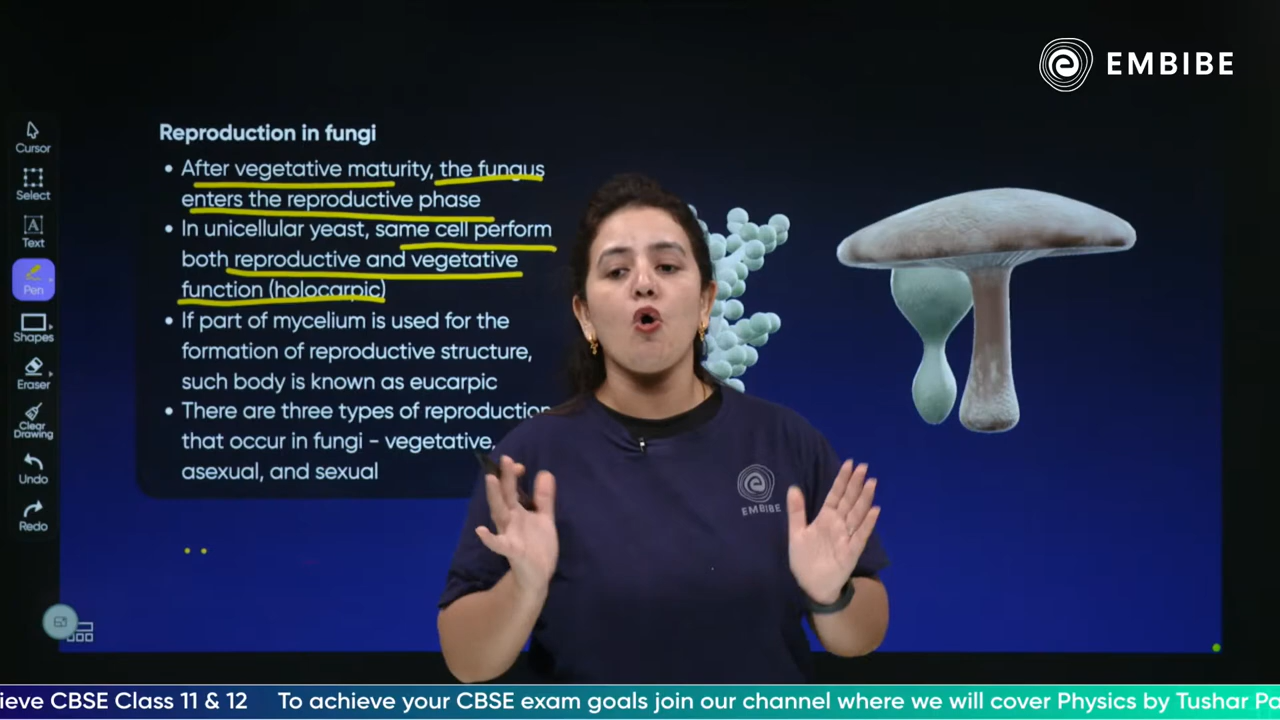 EMBIBE
Reproduction in fungi
• After vegetative maturity, the fungus
enters the reproductive phase
• In unicellular yeast, same cell perform
both reproductive and vegetative
function (holocarpic)
• If part of mycelium is used for the
formation of reproductive structure,
such body is known as eucarpic
• There are three types of reproduction
that occur in fungi - vegetative,
asexual, and sexual
Cursor
Select
Text
Pen
Shapes
Eraser
Clear
Drawing
Undo
Redo
EMBIBE
ieve CBSE Class 11 & 12 To achieve your CBSE exam goals join our channel where we will cover Physics by Tushar